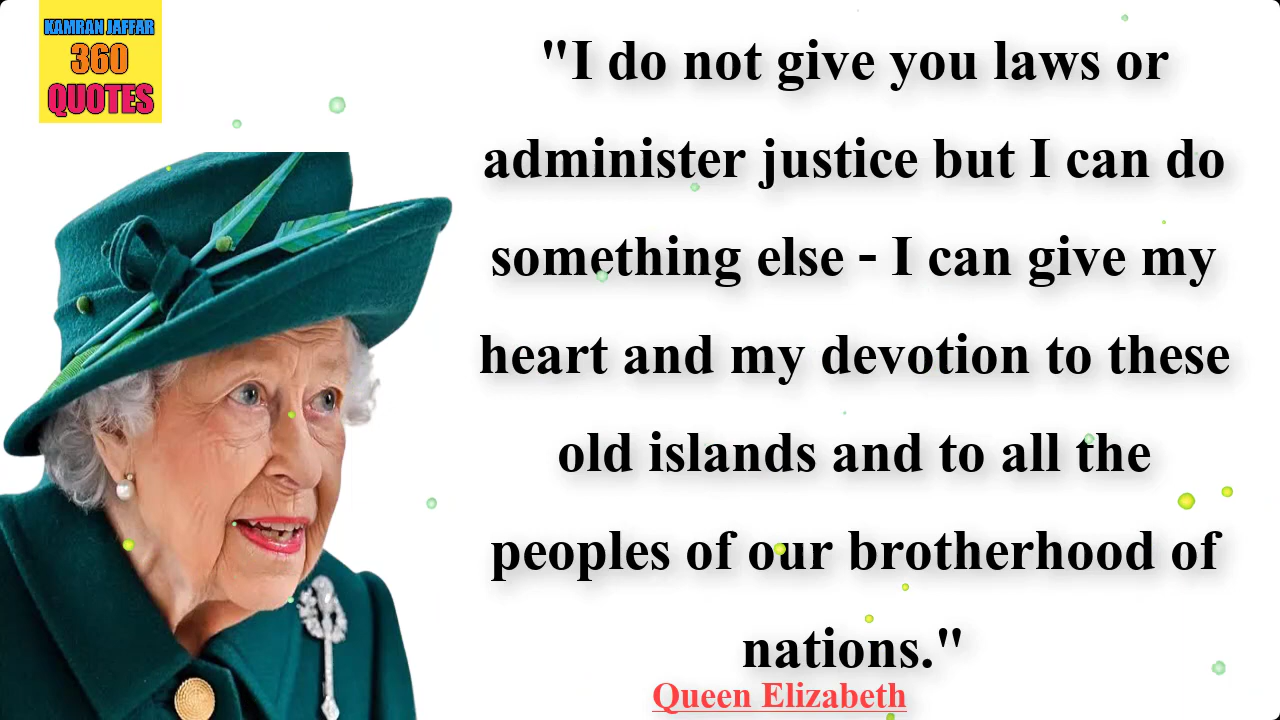 KAMRAN JAFFAR
360
QUOTES
"I do not give you laws or
administer justice but I can do
something else - I can give my
heart and my devotion to these
old islands and to all the
peoples of our brotherhood of
nations."
Queen Elizabeth